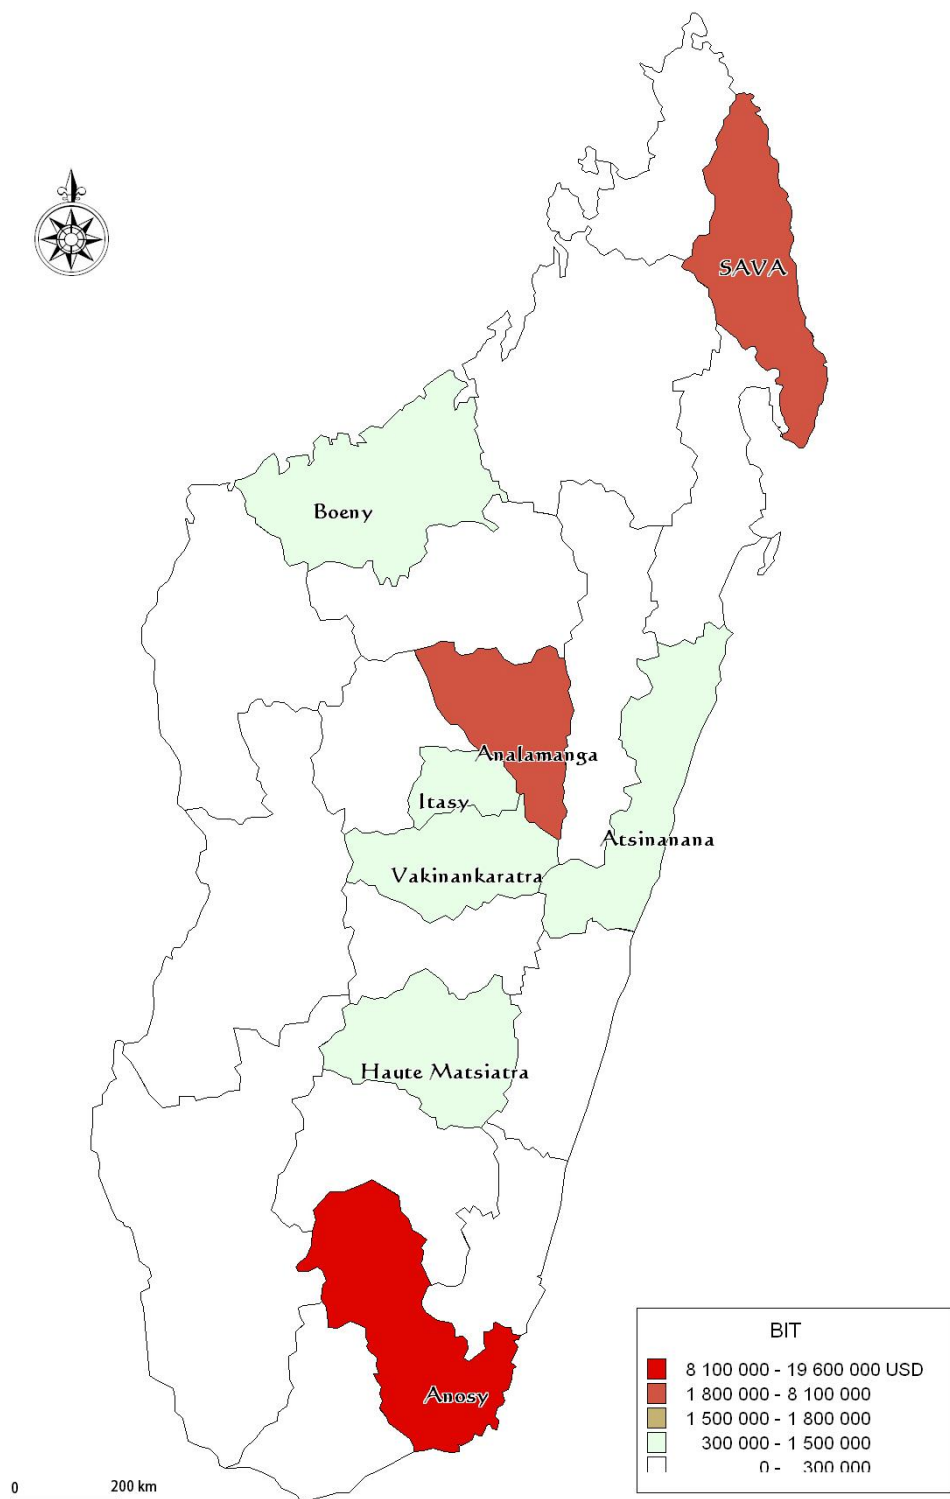 SAVA
Boeny
Analamanga
Itasy
Atsinanana
Vakinankaratra
Haute Matsiatra
Anosy
BIT
8 100 000 - 19 600 000 USD
1 800 000 - 8 100 000
1 500 000 - 1 800 000
300 000 - 1 500 000
0 - 300 000
0 200 km